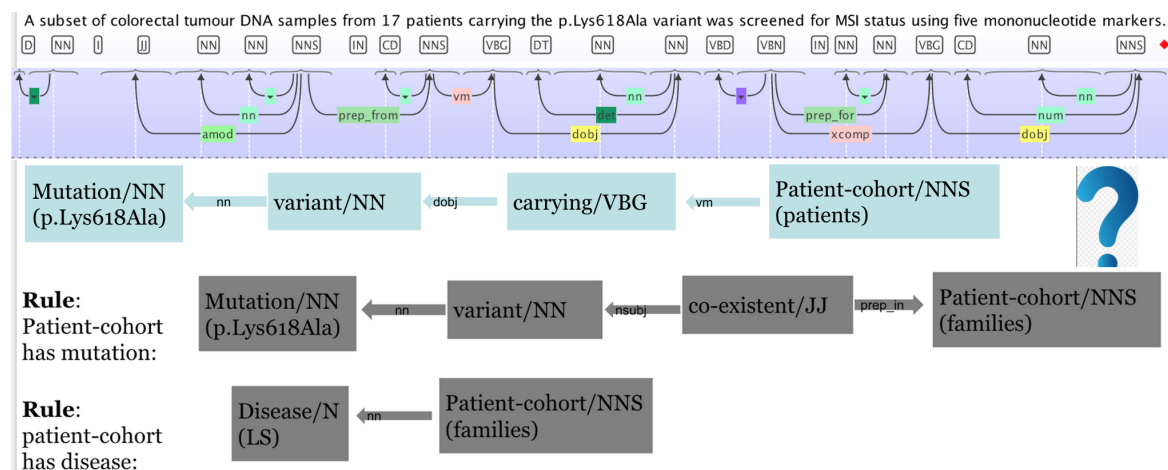 A subset of colorectal tumour DNA samples from 17 patients carrying the p.Lys618Ala variant was screened for MSI status using five mononucleotide markers.
D NN I JJ NN NN NNS IN CD NNS VBG DT NN NN VBD VBN IN NN NN VBG CD NN NNS
nn vm nn nn
nn prep_from det prep_for num
amod dobj xcomp dobj
Mutation/NN
(p.Lys618Ala)
nn
variant/NN
dobj
carrying/VBG
vm
Patient-cohort/NNS
(patients)
?
Rule:
Patient-cohort
has mutation:
Mutation/NN
(p.Lys618Ala)
nn
variant/NN
nsubj
co-existent/JJ
prep_in
Patient-cohort/NNS
(families)
Rule:
patient-cohort
has disease:
Disease/N
(LS)
nn
Patient-cohort/NNS
(families)